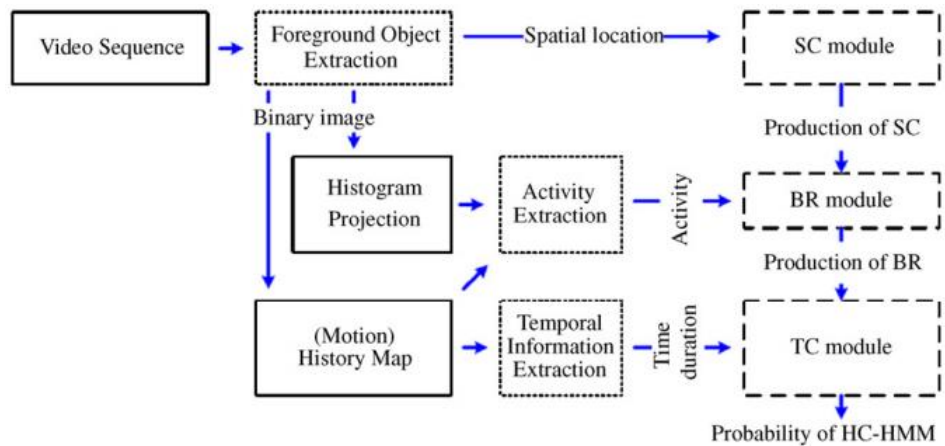 Video Sequence
Foreground Object
Extraction
Spatial location
SC module
Binary image
Production of SC
Histogram
Projection
Activity
Extraction
Activity
BR module
Production of BR
(Motion)
History Map
Temporal
Information
Extraction
Time
duration
TC module
Probability of HC-HMM